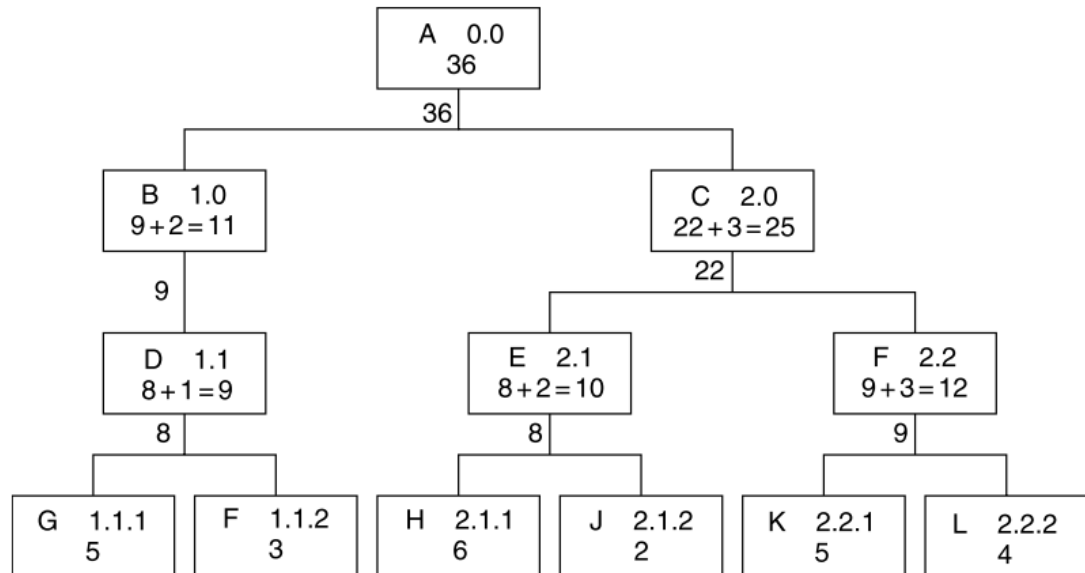 A 0.0
36
36
B 1.0
9+2=11
C 2.0
22+3=25
9
22
D 1.1
8+1=9
E 2.1
8+2=10
F 2.2
9+3=12
8
8
9
G 1.1.1
5
F 1.1.2
3
H 2.1.1
6
J 2.1.2
2
K 2.2.1
5
L 2.2.2
4